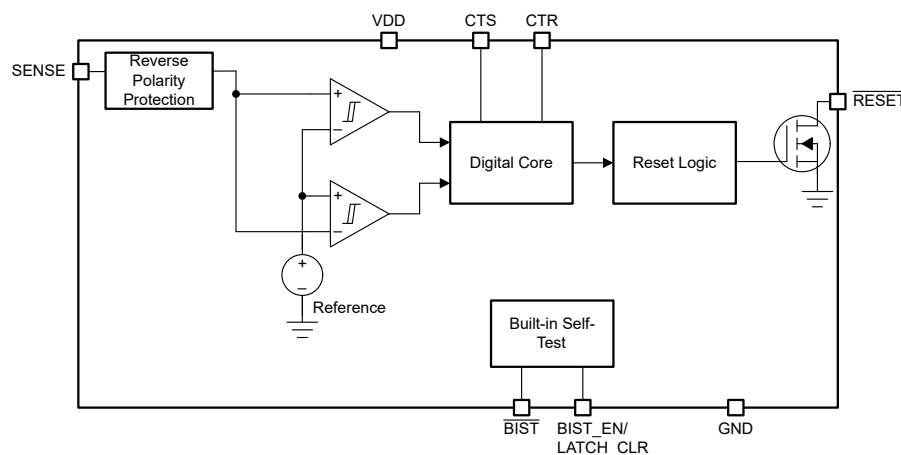 VDD
CTS
CTR
SENSE
Reverse
Polarity
Protection
RESET
+
−
Digital Core
Reset Logic
+
−
+
−
Reference
Built-in Self-
Test
BIST
BIST_EN/
LATCH_CLR
GND